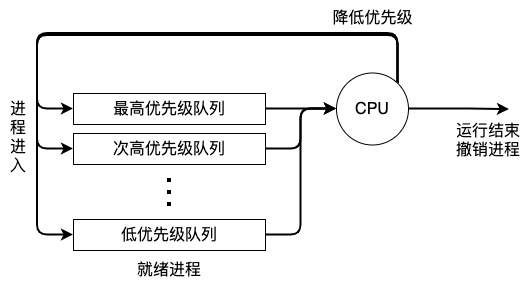 降低优先级
进程进入
最高优先级队列
CPU
次高优先级队列
运行结束
撤销进程
低优先级队列
就绪进程